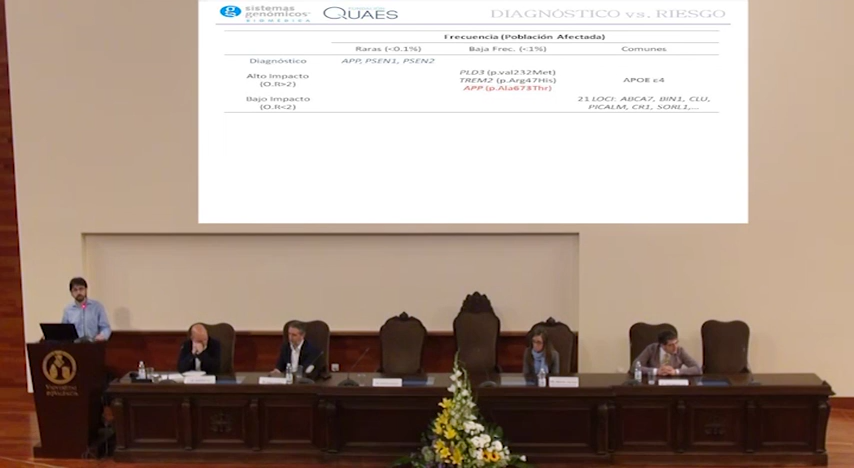 sistemas
genómicos
BIOMÉDICA
QUAES
DIAGNÓSTICO vs. RIESGO
Frecuencia (Población Afectada)
Raras (<0.1%) Baja Frec. (<1%) Comunes
Diagnóstico APP, PSEN1, PSEN2
Alto Impacto
(O.R>2)
PLD3 (p.val232Met)
TREM2 (p.Arg47His)
APP (p.Ala673Thr)
APOE ε4
Bajo Impacto
(O.R<2)
21 LOCI: ABCA7, BIN1, CLU,
PICALM, CR1, SORL1,...